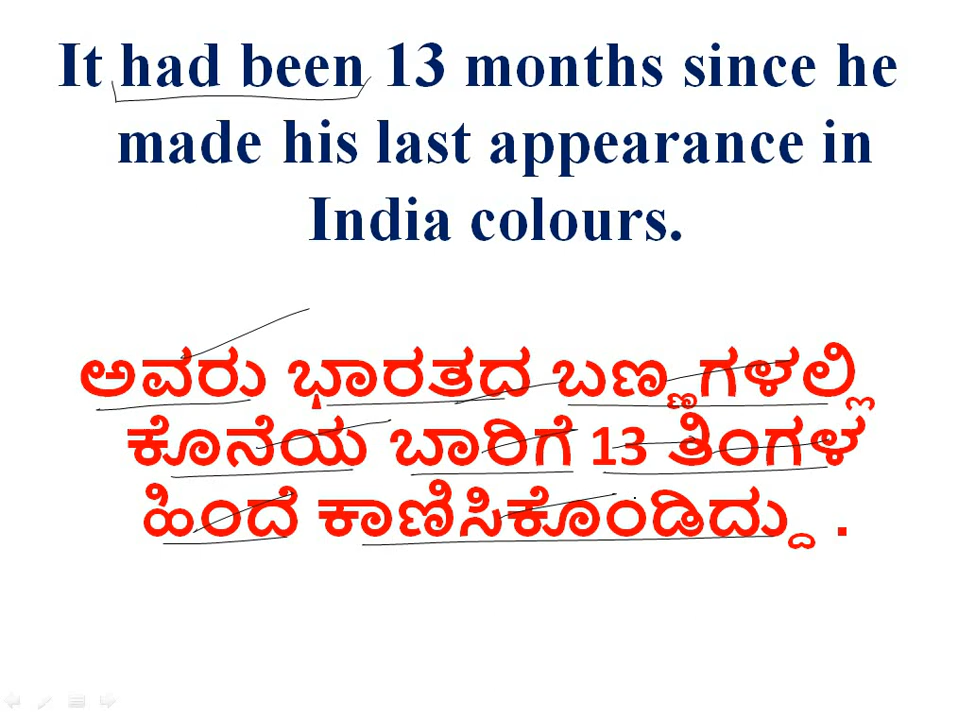 It had been 13 months since he
made his last appearance in
India colours.
ಅವರು ಭಾರತದ ಬಣ್ಣಗಳಲ್ಲಿ
ಕೊನೆಯ ಬಾರಿಗೆ 13 ತಿಂಗಳ
ಹಿಂದೆ ಕಾಣಿಸಿಕೊಂಡಿದ್ದು .